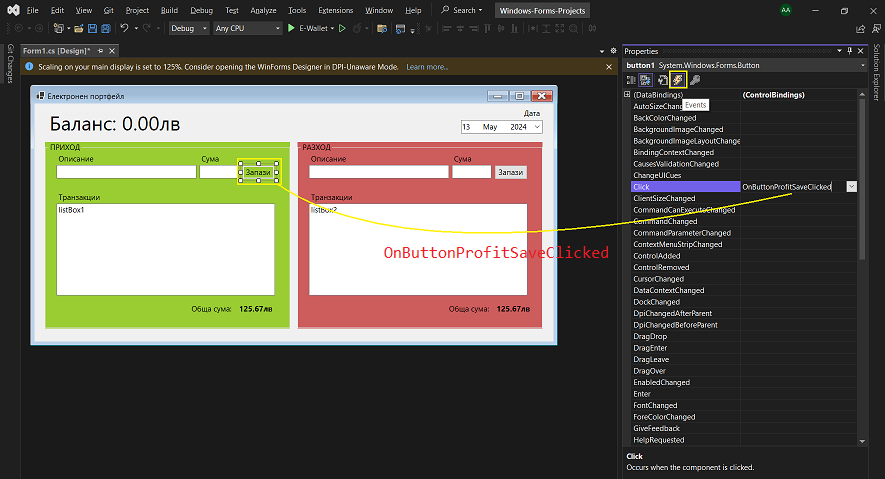 File Edit View Git Project Build Debug Test Analyze Tools Extensions Window Help Search Windows-Forms-Projects AA
Debug Any CPU E-Wallet
Git Changes
Form1.cs [Design]*
Scaling on your main display is set to 125%. Consider opening the WinForms Designer in DPI-Unaware Mode. Learn more...
Електронен портфейл
Баланс: 0.00лв
Дата
13 May 2024
ПРИХОД
Описание Сума
Запази
Транзакции
listBox1
Обща сума: 125.67лв
РАЗХОД
Описание Сума
Запази
Транзакции
listBox2
Обща сума: 125.67лв
OnButtonProfitSaveClicked
Properties
button1 System.Windows.Forms.Button
Events
(DataBindings) (ControlBindings)
AutoSizeChanged
BackColorChanged
BackgroundImageChanged
BackgroundImageLayoutChange
BindingContextChanged
CausesValidationChanged
ChangeUICues
Click OnButtonProfitSaveClicked
ClientSizeChanged
CommandCanExecuteChanged
CommandChanged
CommandParameterChanged
ContextMenuStripChanged
ControlAdded
ControlRemoved
CursorChanged
DataContextChanged
DockChanged
DpiChangedAfterParent
DpiChangedBeforeParent
DragDrop
DragEnter
DragLeave
DragOver
EnabledChanged
Enter
FontChanged
ForeColorChanged
GiveFeedback
HelpRequested
Click
Occurs when the component is clicked.
Solution Explorer